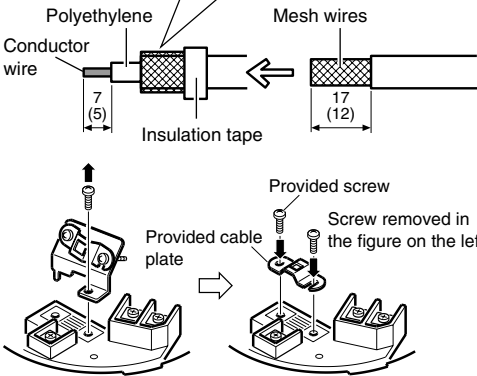 Polyethylene
Mesh wires
Conductor
wire
7
(5)
17
(12)
Insulation tape
Provided screw
Screw removed in
the figure on the left
Provided cable
plate